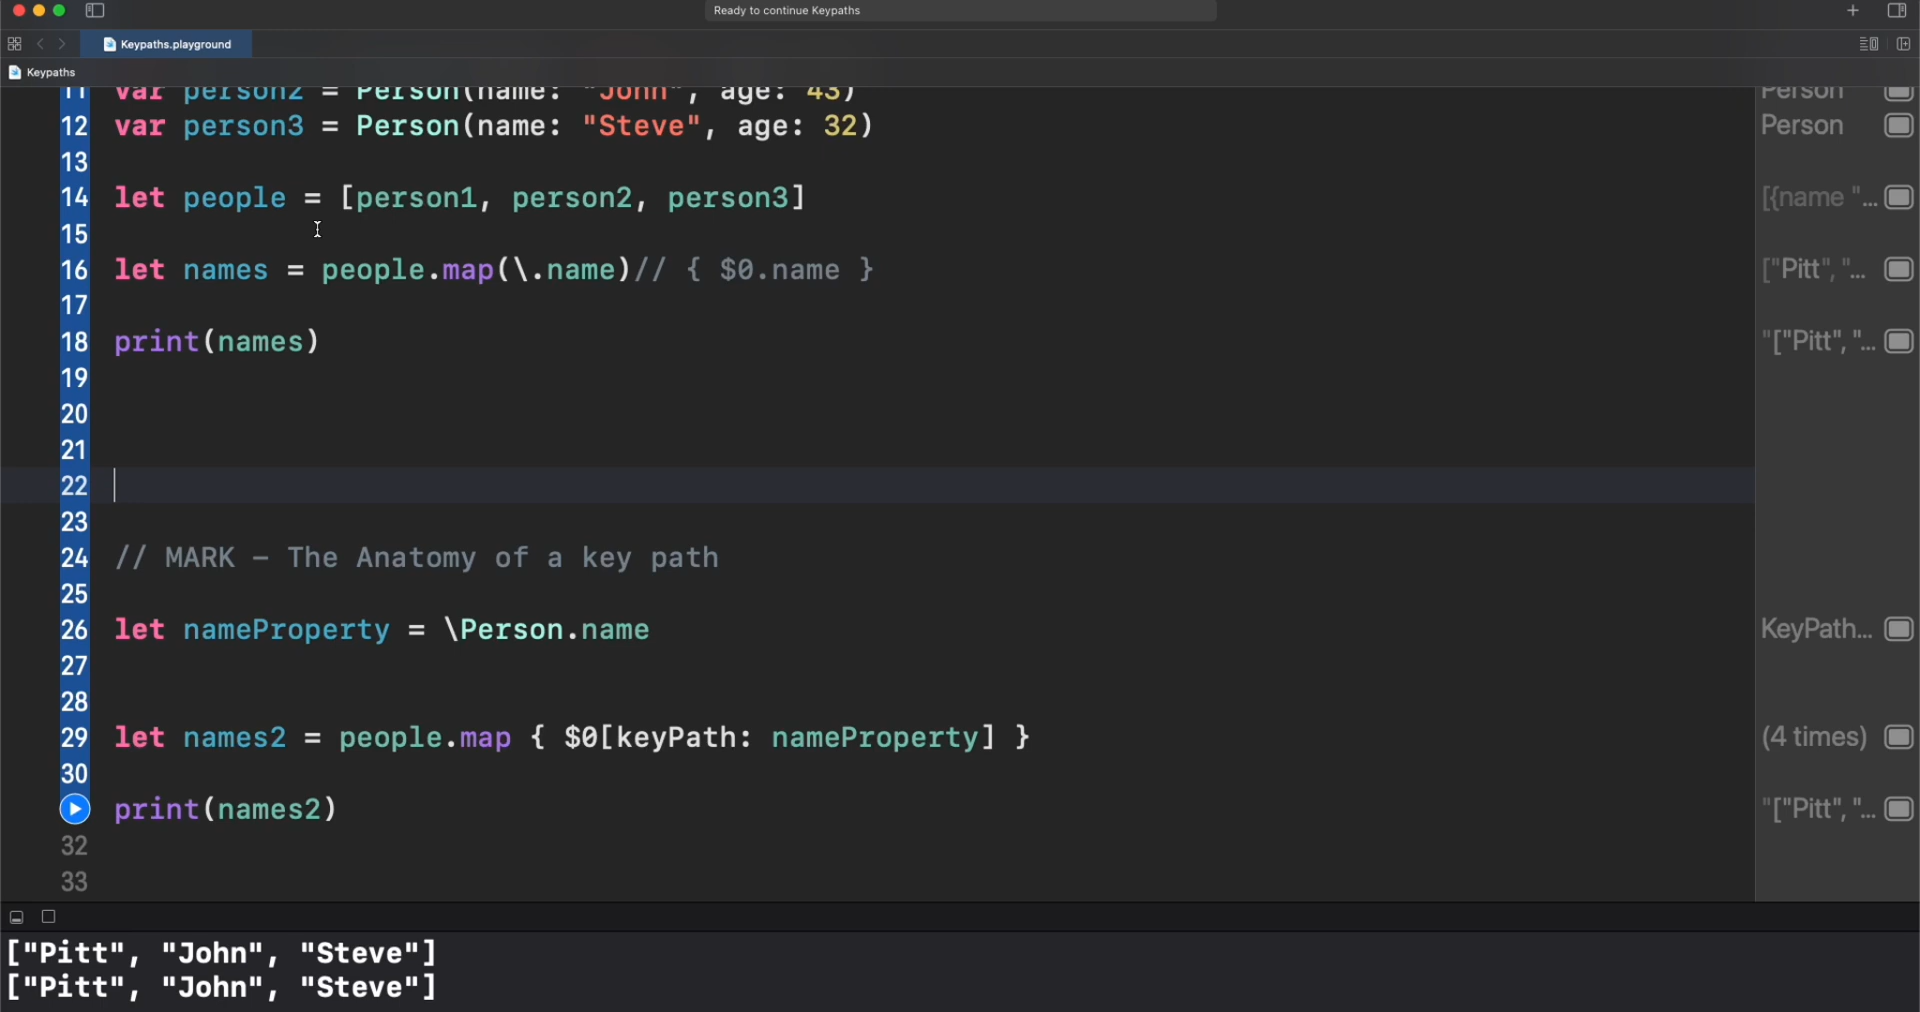 Ready to continue Keypaths
Keypaths.playground
Keypaths
11 var person2 = Person(name: "John", age: 43) Person
12 var person3 = Person(name: "Steve", age: 32) Person
13
14 let people = [person1, person2, person3] [{name "...
15
16 let names = people.map(\.name)// { $0.name } ["Pitt", "...
17
18 print(names) "["Pitt", "...
19
20
21
22
23
24 // MARK – The Anatomy of a key path
25
26 let nameProperty = \Person.name KeyPath...
27
28
29 let names2 = people.map { $0[keyPath: nameProperty] } (4 times)
30
print(names2) "["Pitt", "...
32
33
["Pitt", "John", "Steve"]
["Pitt", "John", "Steve"]